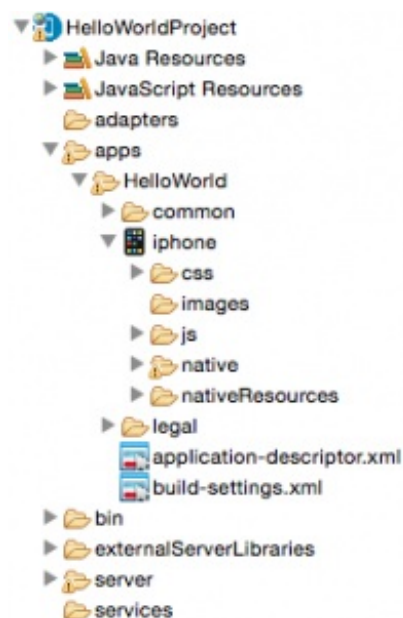 HelloWorldProject
Java Resources
JavaScript Resources
adapters
apps
HelloWorld
common
iphone
css
images
js
native
nativeResources
legal
application-descriptor.xml
build-settings.xml
bin
externalServerLibraries
server
services